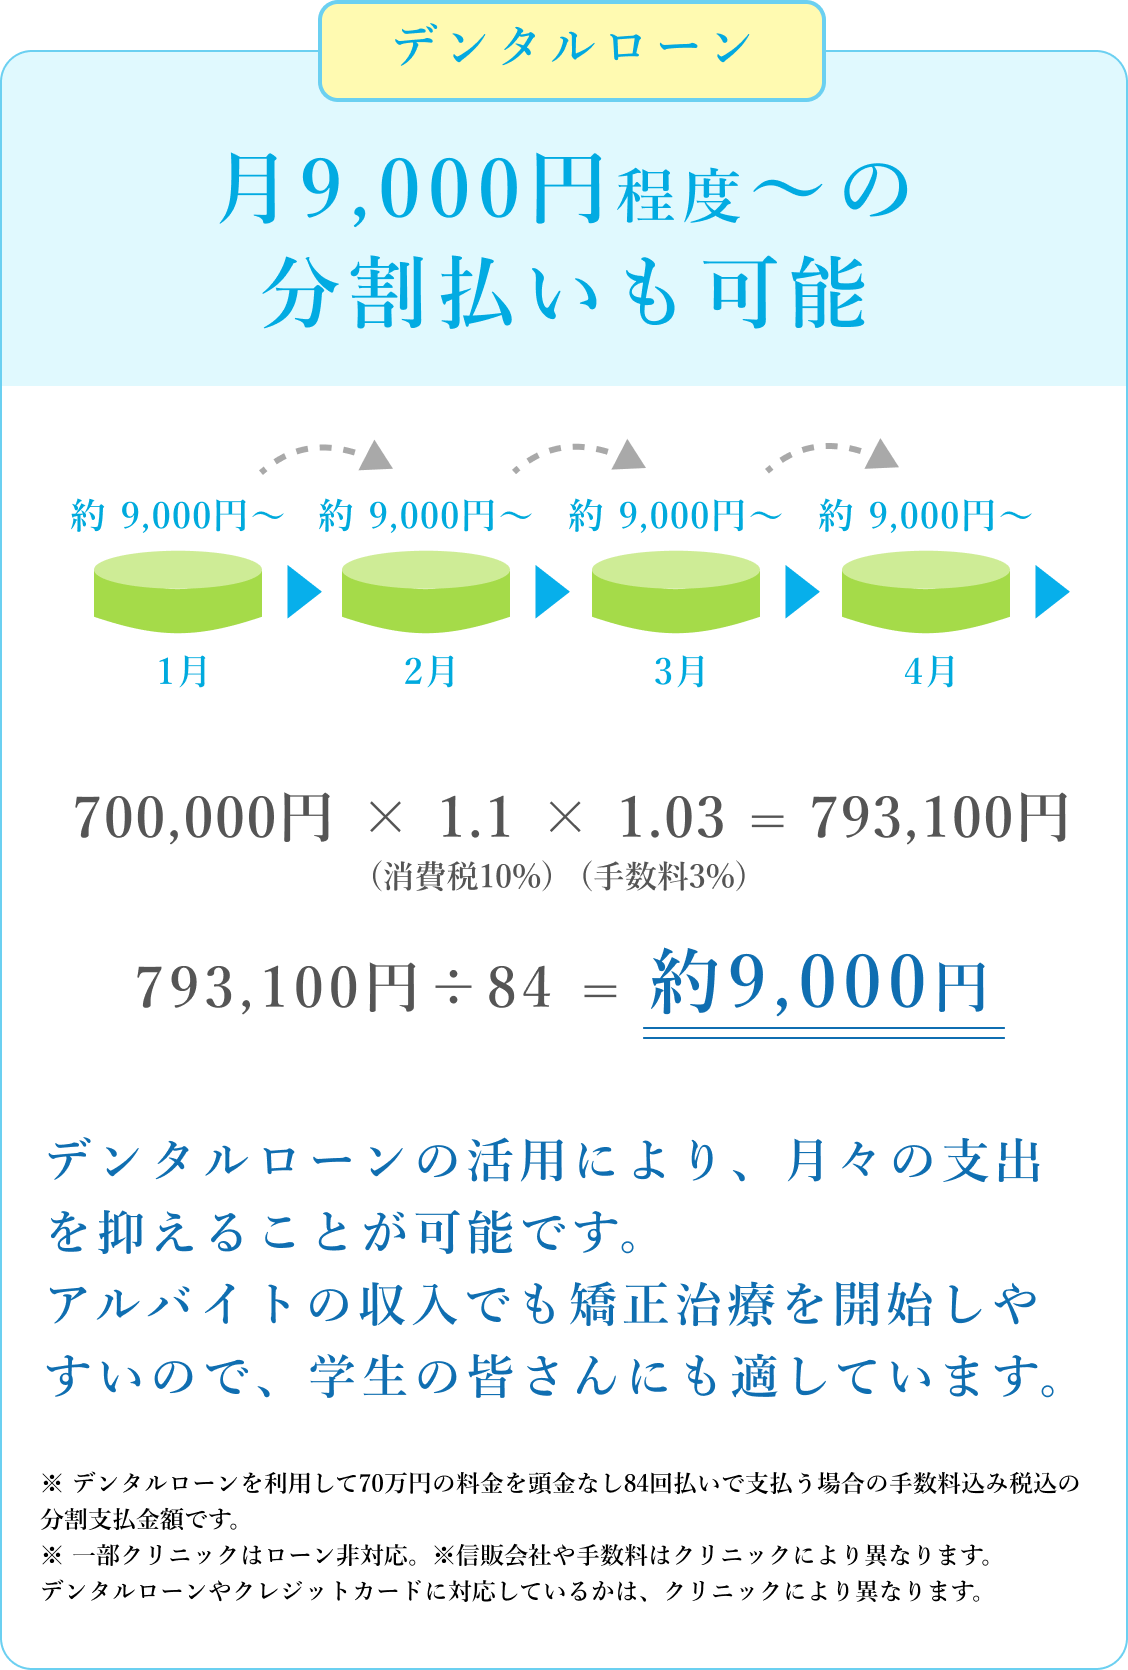 デンタルローン
月9,000円程度〜の
分割払いも可能
約 9,000円〜 約 9,000円〜 約 9,000円〜 約 9,000円〜
1月 2月 3月 4月
700,000円 × 1.1 × 1.03 = 793,100円
（消費税10%）（手数料3%）
793,100円÷84 = 約9,000円
デンタルローンの活用により、月々の支出
を抑えることが可能です。
アルバイトの収入でも矯正治療を開始しや
すいので、学生の皆さんにも適しています。
※ デンタルローンを利用して70万円の料金を頭金なし84回払いで支払う場合の手数料込み税込の
分割支払金額です。
※ 一部クリニックはローン非対応。※信販会社や手数料はクリニックにより異なります。
デンタルローンやクレジットカードに対応しているかは、クリニックにより異なります。